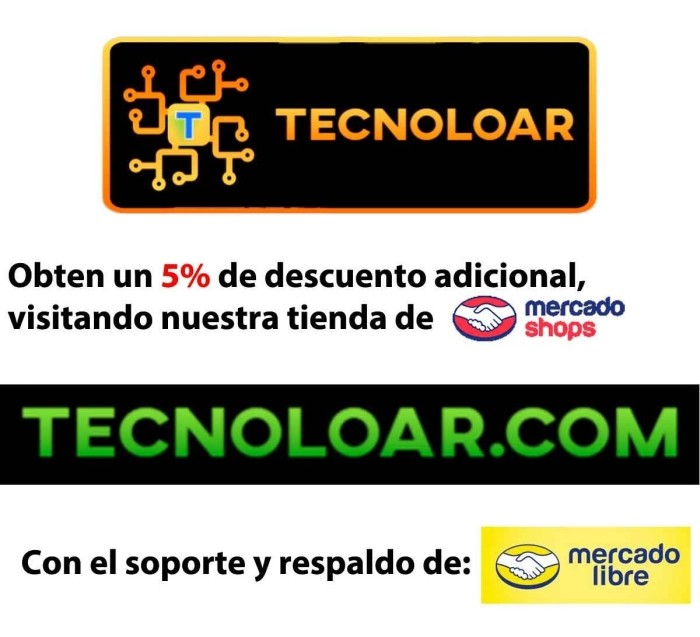 T
TECNOLOAR
Obten un 5% de descuento adicional,
visitando nuestra tienda de mercado shops
TECNOLOAR.COM
Con el soporte y respaldo de: mercado libre